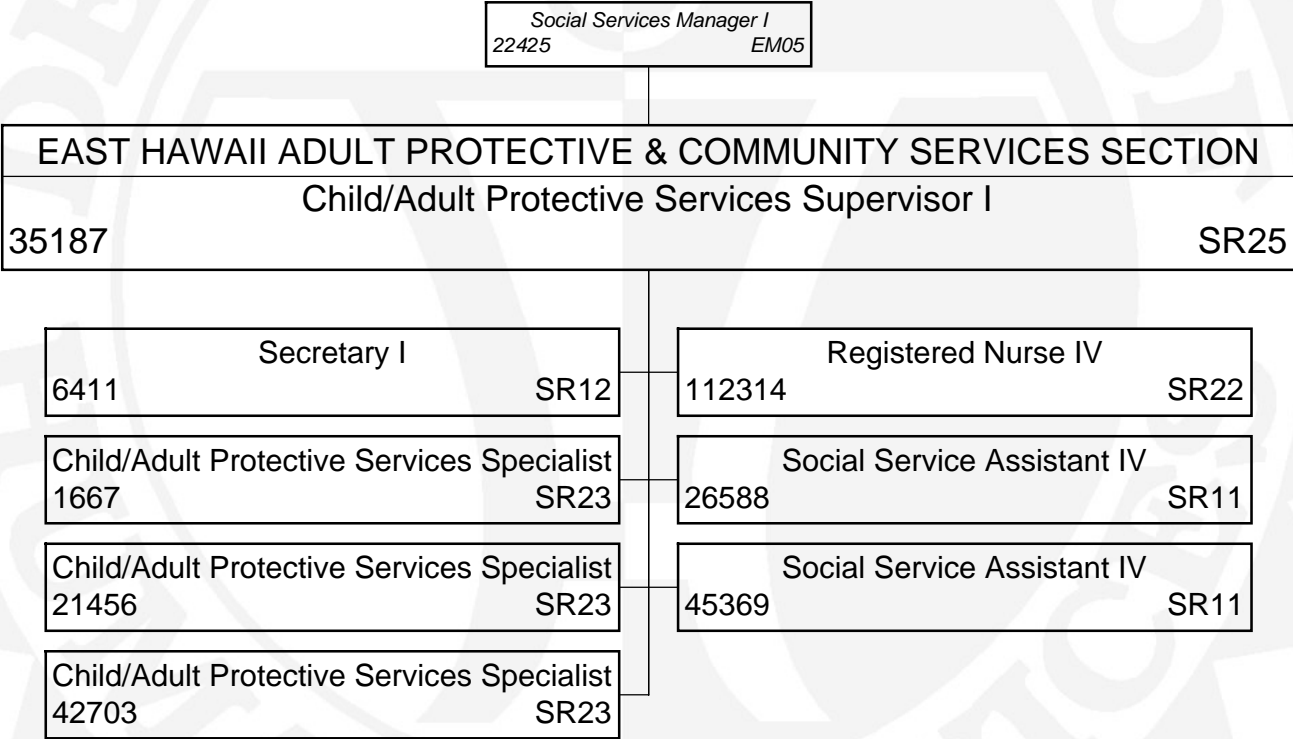 Social Services Manager I
22425 EM05
EAST HAWAII ADULT PROTECTIVE & COMMUNITY SERVICES SECTION
Child/Adult Protective Services Supervisor I
35187 SR25
Secretary I
6411 SR12
Registered Nurse IV
112314 SR22
Child/Adult Protective Services Specialist
1667 SR23
Social Service Assistant IV
26588 SR11
Child/Adult Protective Services Specialist
21456 SR23
Social Service Assistant IV
45369 SR11
Child/Adult Protective Services Specialist
42703 SR23